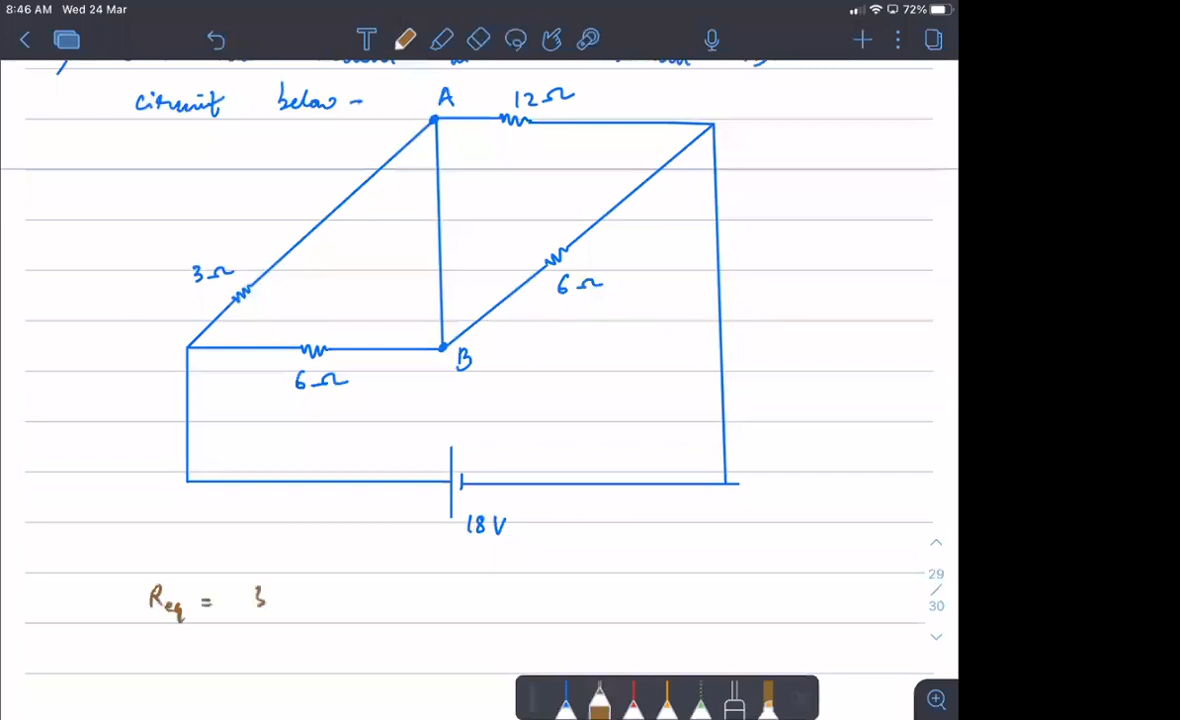 8:46 AM Wed 24 Mar
72%
circuit below -
A
12Ω
3Ω
6Ω
B
6Ω
18 V
29
/
30
Req = 3